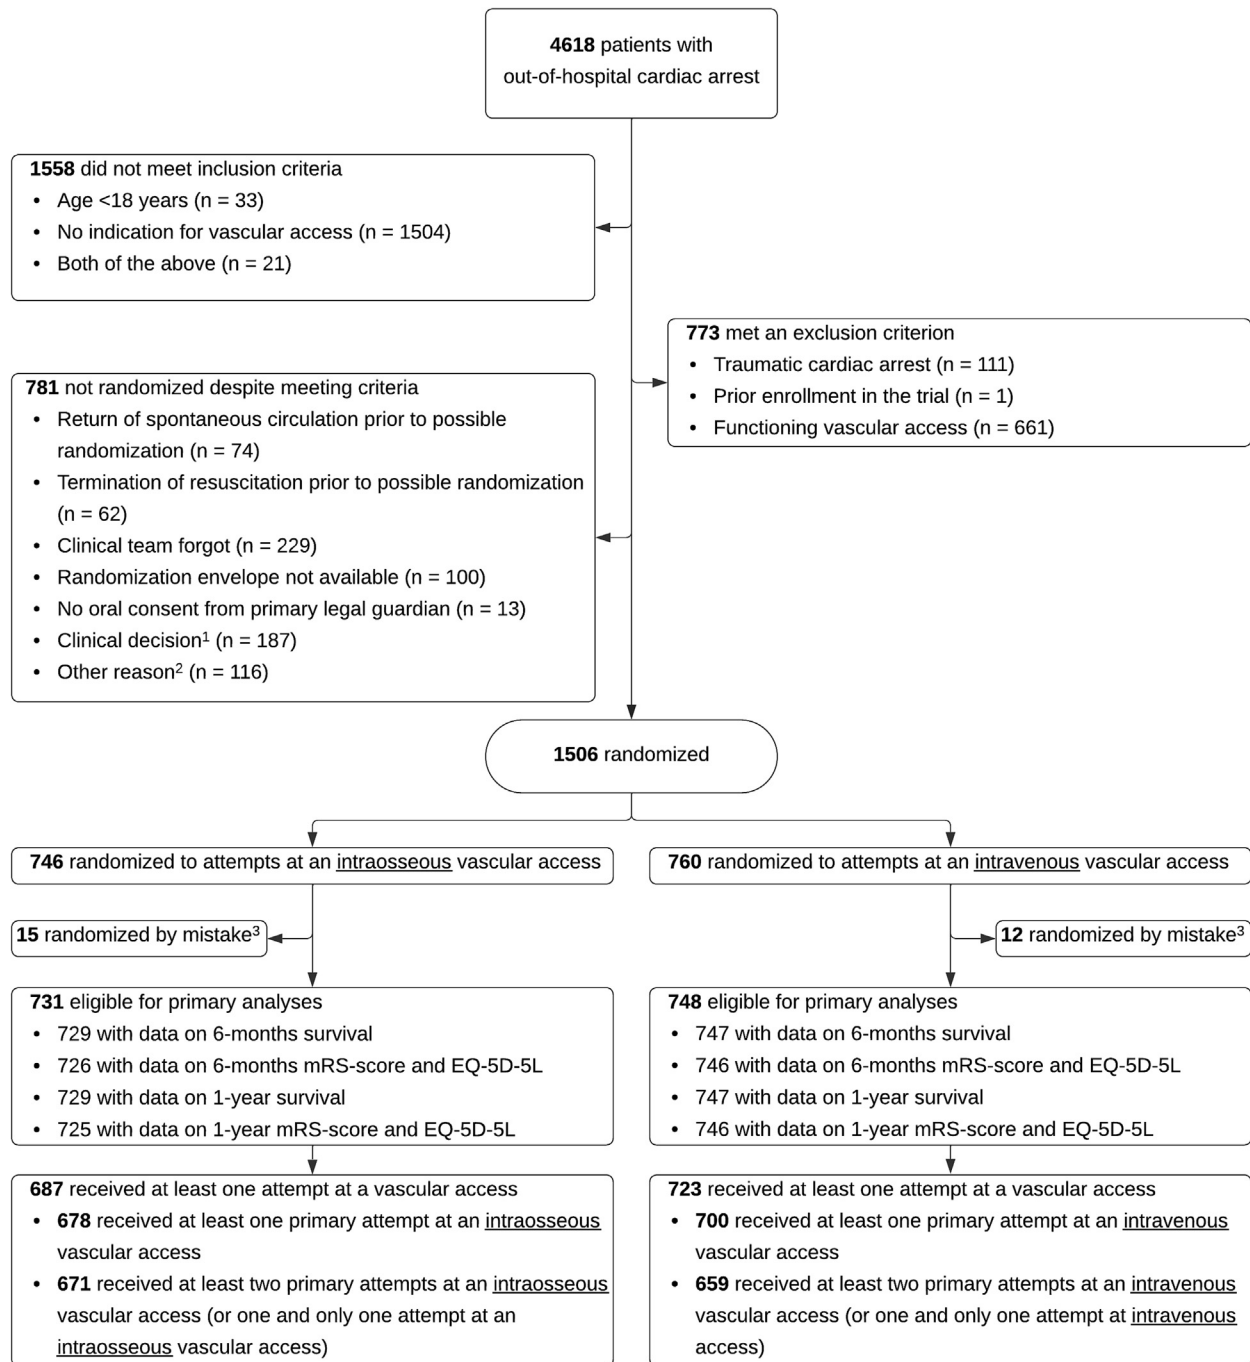 4618 patients with
out-of-hospital cardiac arrest
1558 did not meet inclusion criteria
• Age <18 years (n = 33)
• No indication for vascular access (n = 1504)
• Both of the above (n = 21)
773 met an exclusion criterion
• Traumatic cardiac arrest (n = 111)
• Prior enrollment in the trial (n = 1)
• Functioning vascular access (n = 661)
781 not randomized despite meeting criteria
• Return of spontaneous circulation prior to possible
randomization (n = 74)
• Termination of resuscitation prior to possible randomization
(n = 62)
• Clinical team forgot (n = 229)
• Randomization envelope not available (n = 100)
• No oral consent from primary legal guardian (n = 13)
• Clinical decision¹ (n = 187)
• Other reason² (n = 116)
1506 randomized
746 randomized to attempts at an intraosseous vascular access
15 randomized by mistake³
731 eligible for primary analyses
• 729 with data on 6-months survival
• 726 with data on 6-months mRS-score and EQ-5D-5L
• 729 with data on 1-year survival
• 725 with data on 1-year mRS-score and EQ-5D-5L
687 received at least one attempt at a vascular access
• 678 received at least one primary attempt at an intraosseous
vascular access
• 671 received at least two primary attempts at an intraosseous
vascular access (or one and only one attempt at an
intraosseous vascular access)
760 randomized to attempts at an intravenous vascular access
12 randomized by mistake³
748 eligible for primary analyses
• 747 with data on 6-months survival
• 746 with data on 6-months mRS-score and EQ-5D-5L
• 747 with data on 1-year survival
• 746 with data on 1-year mRS-score and EQ-5D-5L
723 received at least one attempt at a vascular access
• 700 received at least one primary attempt at an intravenous
vascular access
• 659 received at least two primary attempts at an intravenous
vascular access (or one and only one attempt at intravenous
access)